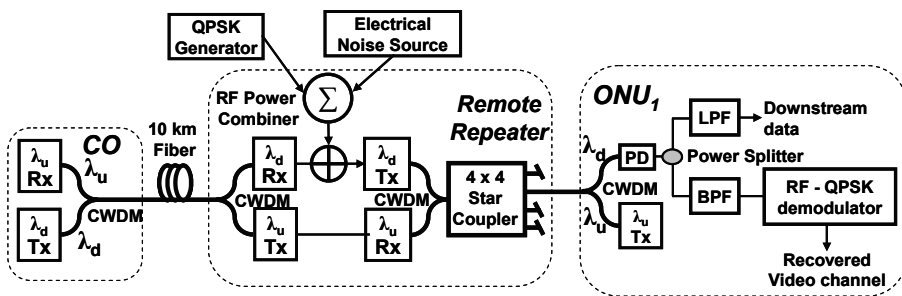 QPSK
Generator
Electrical
Noise Source
RF Power
Combiner
Σ
Remote
Repeater
ONU1
CO
10 km
Fiber
λu
Rx
λu
CWDM
λd
Tx
λd
λd
Rx
CWDM
λu
Tx
λd
Tx
CWDM
λu
Rx
4 x 4
Star
Coupler
λd
PD
CWDM
λu
λu
Tx
LPF
Downstream
data
Power Splitter
BPF
RF - QPSK
demodulator
Recovered
Video channel